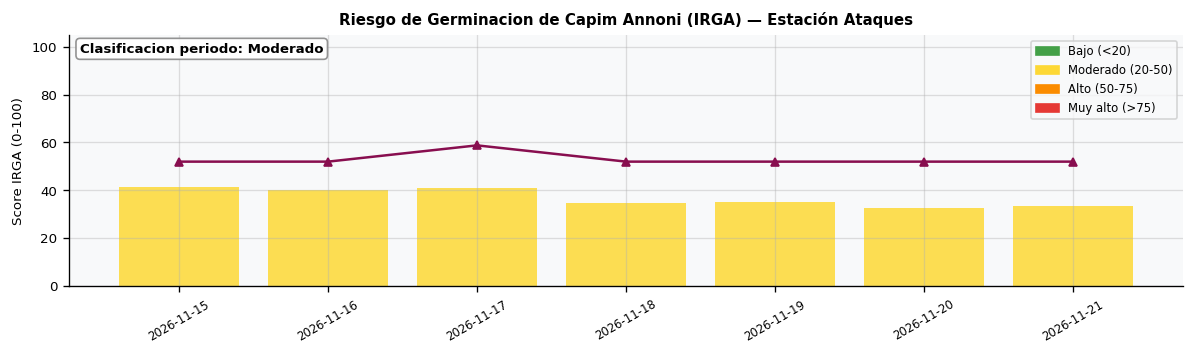 Riesgo de Germinacion de Capim Annoni (IRGA) — Estación Ataques
Clasificacion periodo: Moderado
Bajo (<20)
Moderado (20-50)
Alto (50-75)
Muy alto (>75)
Score IRGA (0-100)
100
80
60
40
20
0
2026-11-15
2026-11-16
2026-11-17
2026-11-18
2026-11-19
2026-11-20
2026-11-21